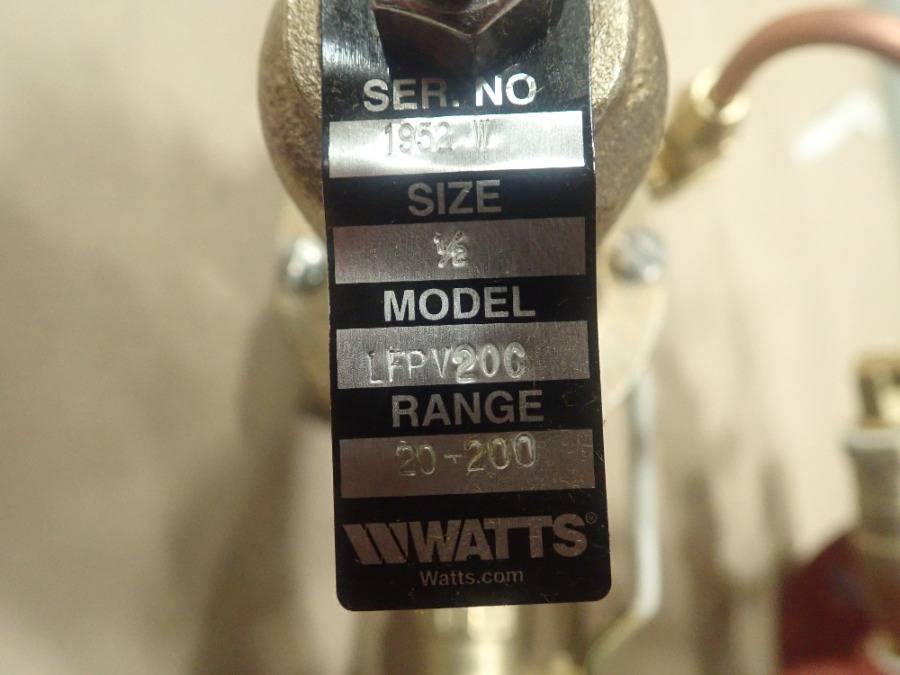 SER. NO
1952 W
SIZE
½
MODEL
LFPV20C
RANGE
20-200
WATTS®
Watts.com